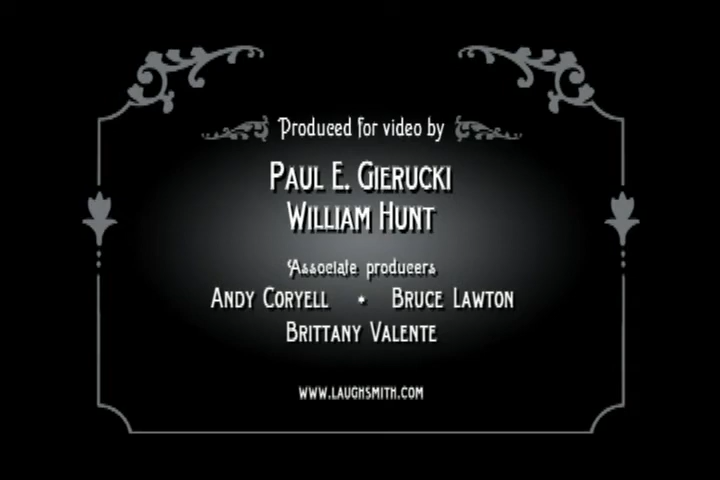 Produced for video by
PAUL E. GIERUCKI
WILLIAM HUNT
Associate producers
ANDY CORYELL • BRUCE LAWTON
BRITTANY VALENTE
WWW.LAUGHSMITH.COM